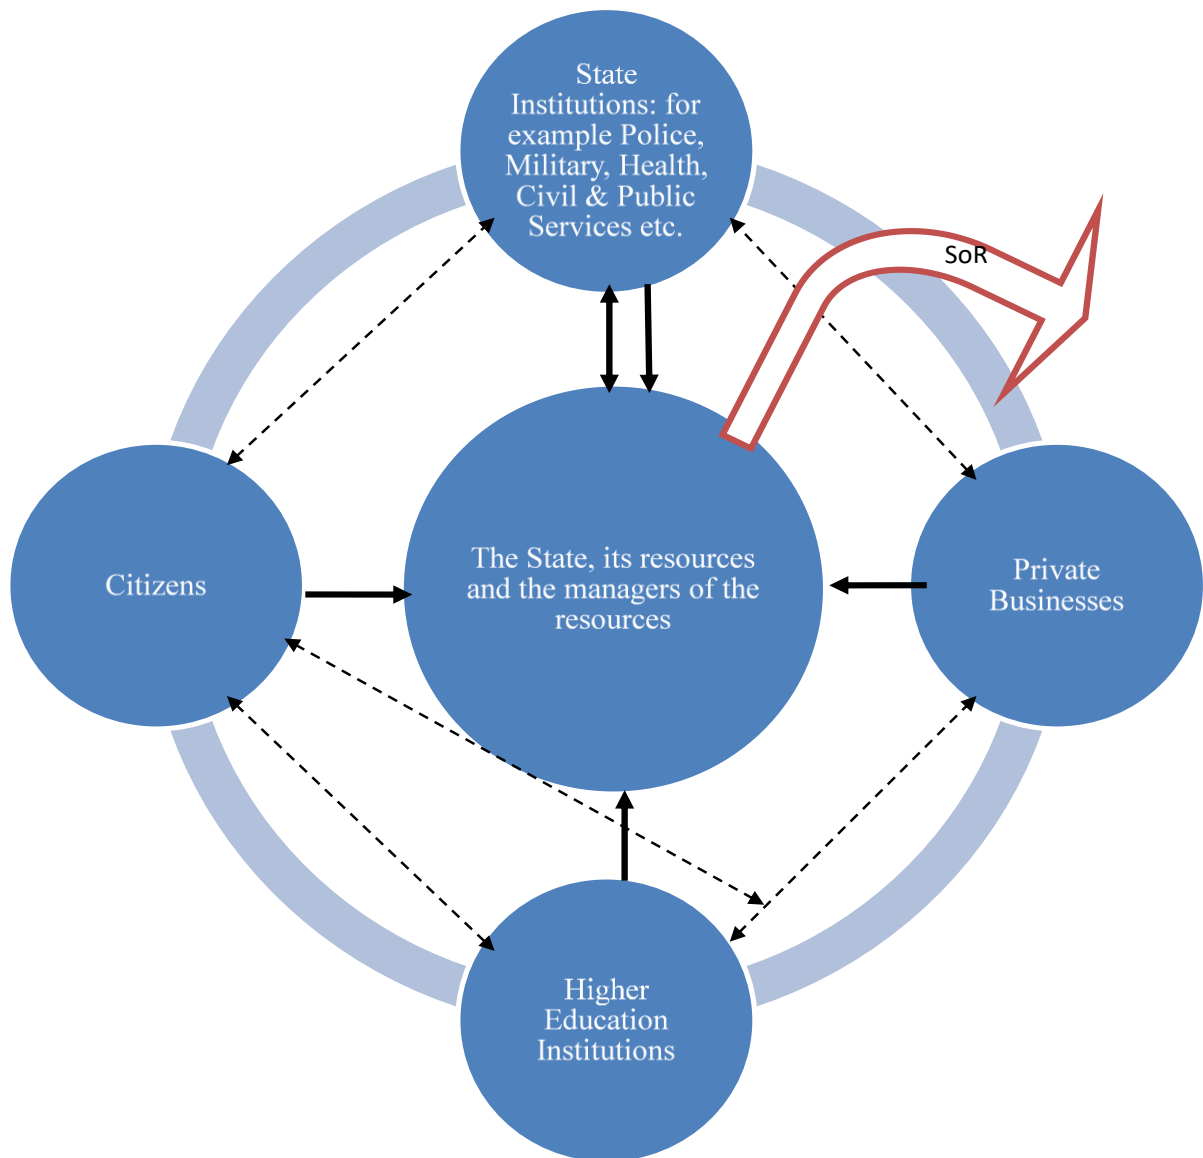 State
Institutions: for
example Police,
Military, Health,
Civil & Public
Services etc.
SoR
Citizens
The State, its resources
and the managers of the
resources
Private
Businesses
Higher
Education
Institutions